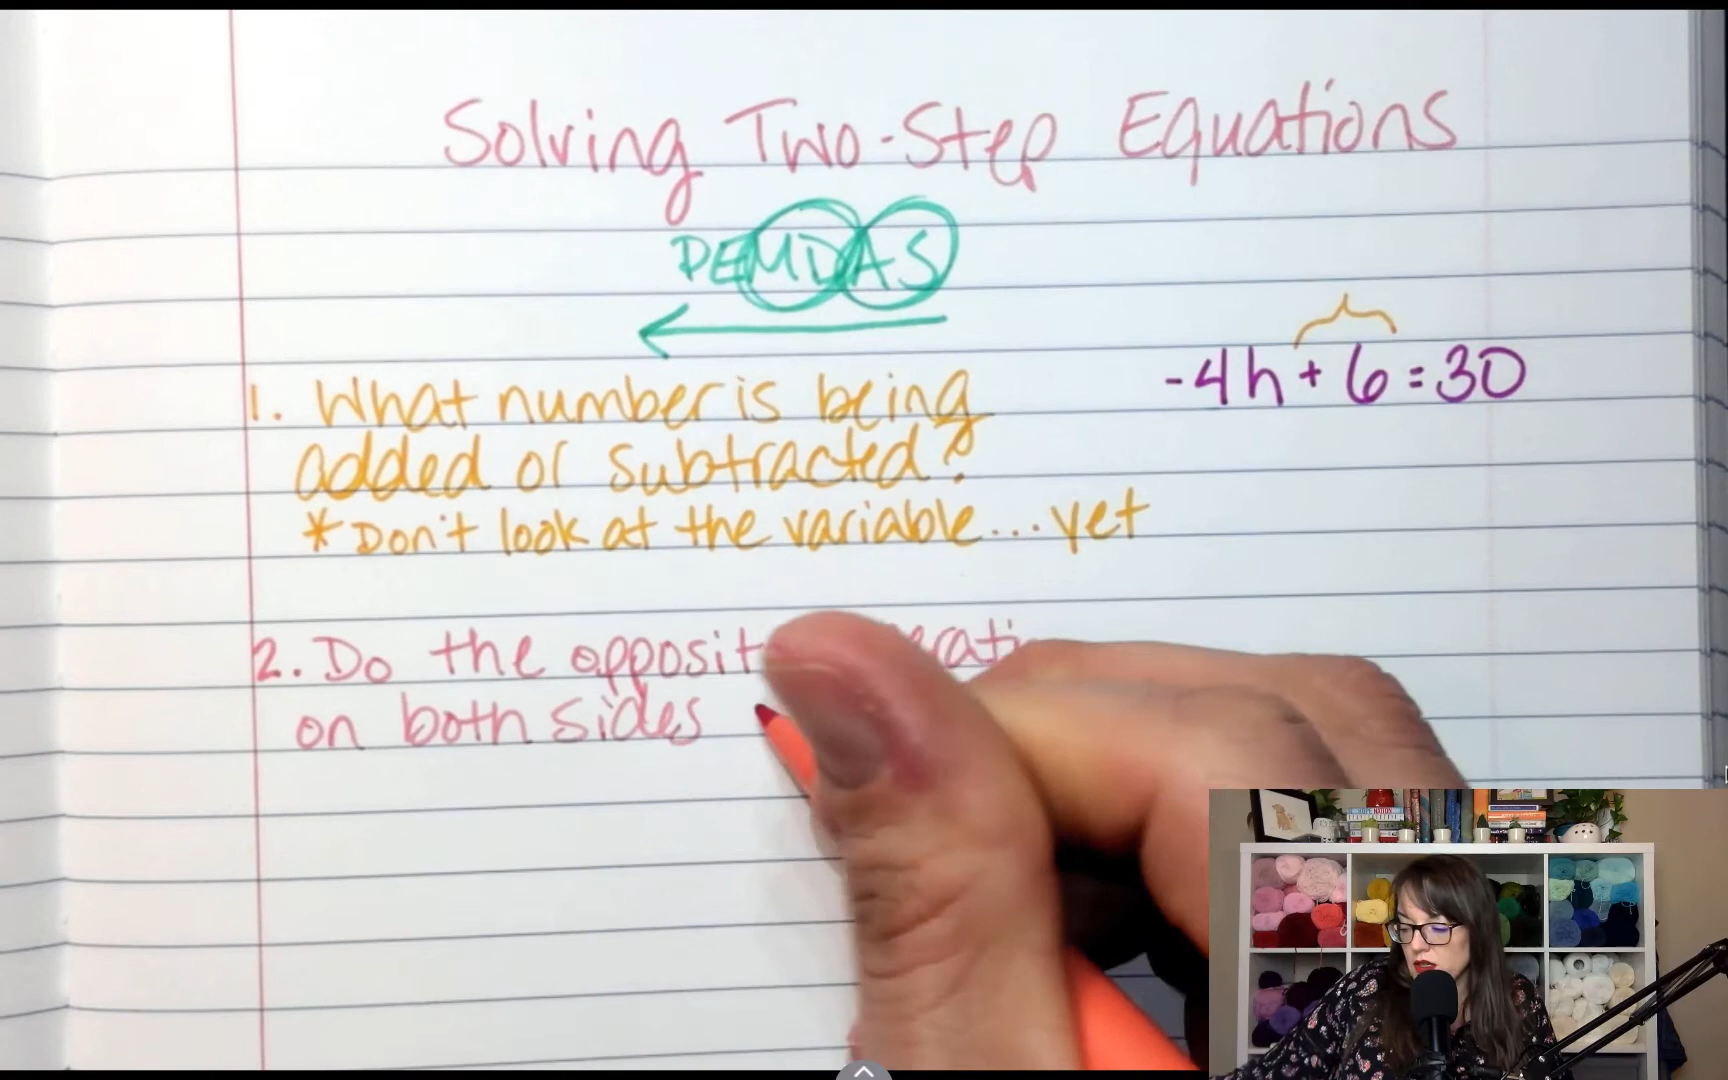 Solving Two-Step Equations
PEMDAS
-4h + 6 = 30
1. What number is being
added or subtracted?
*Don't look at the variable... yet
2. Do the
on both sides